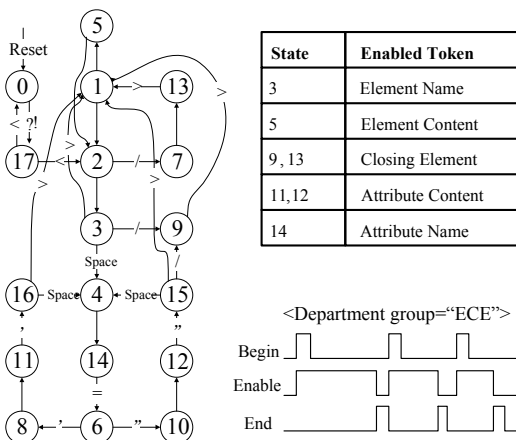 Reset
5
0
1
>
13
>
< ?!
>
>
17
<
2
/
7
3
/
9
>
Space
/
16
Space
4
Space
15
'
”
11
14
12
=
8
'
6
”
10
State Enabled Token
3 Element Name
5 Element Content
9, 13 Closing Element
11,12 Attribute Content
14 Attribute Name
<Department group=“ECE”>
Begin
Enable
End